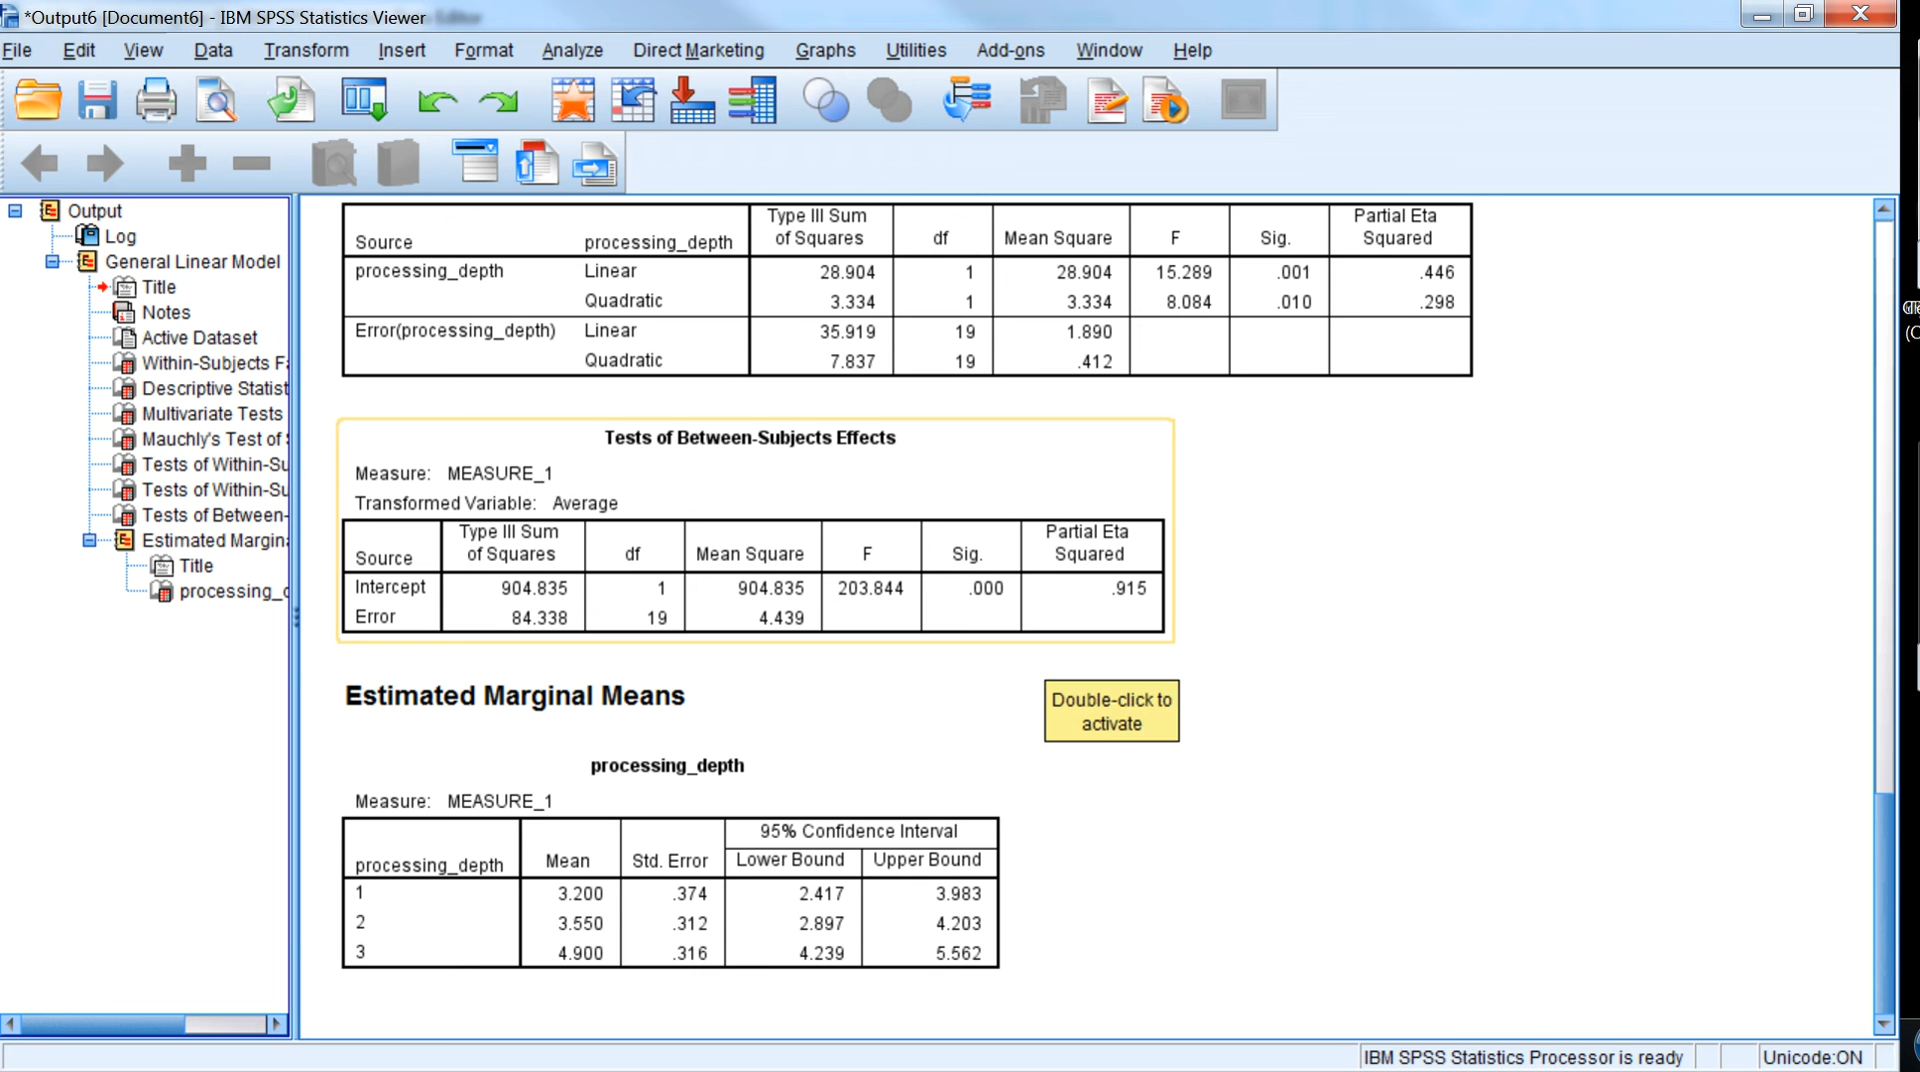 *Output6 [Document6] - IBM SPSS Statistics Viewer
File Edit View Data Transform Insert Format Analyze Direct Marketing Graphs Utilities Add-ons Window Help
Output
Log
General Linear Model
Title
Notes
Active Dataset
Within-Subjects Fa
Descriptive Statist
Multivariate Tests
Mauchly's Test of
Tests of Within-Su
Tests of Within-Su
Tests of Between-
Estimated Margin
Title
processing_
Source processing_depth Type III Sum of Squares df Mean Square F Sig. Partial Eta Squared
processing_depth Linear 28.904 1 28.904 15.289 .001 .446
Quadratic 3.334 1 3.334 8.084 .010 .298
Error(processing_depth) Linear 35.919 19 1.890
Quadratic 7.837 19 .412
Tests of Between-Subjects Effects
Measure: MEASURE_1
Transformed Variable: Average
Source Type III Sum of Squares df Mean Square F Sig. Partial Eta Squared
Intercept 904.835 1 904.835 203.844 .000 .915
Error 84.338 19 4.439
Estimated Marginal Means
Double-click to
activate
processing_depth
Measure: MEASURE_1
95% Confidence Interval
processing_depth Mean Std. Error Lower Bound Upper Bound
1 3.200 .374 2.417 3.983
2 3.550 .312 2.897 4.203
3 4.900 .316 4.239 5.562
IBM SPSS Statistics Processor is ready Unicode:ON